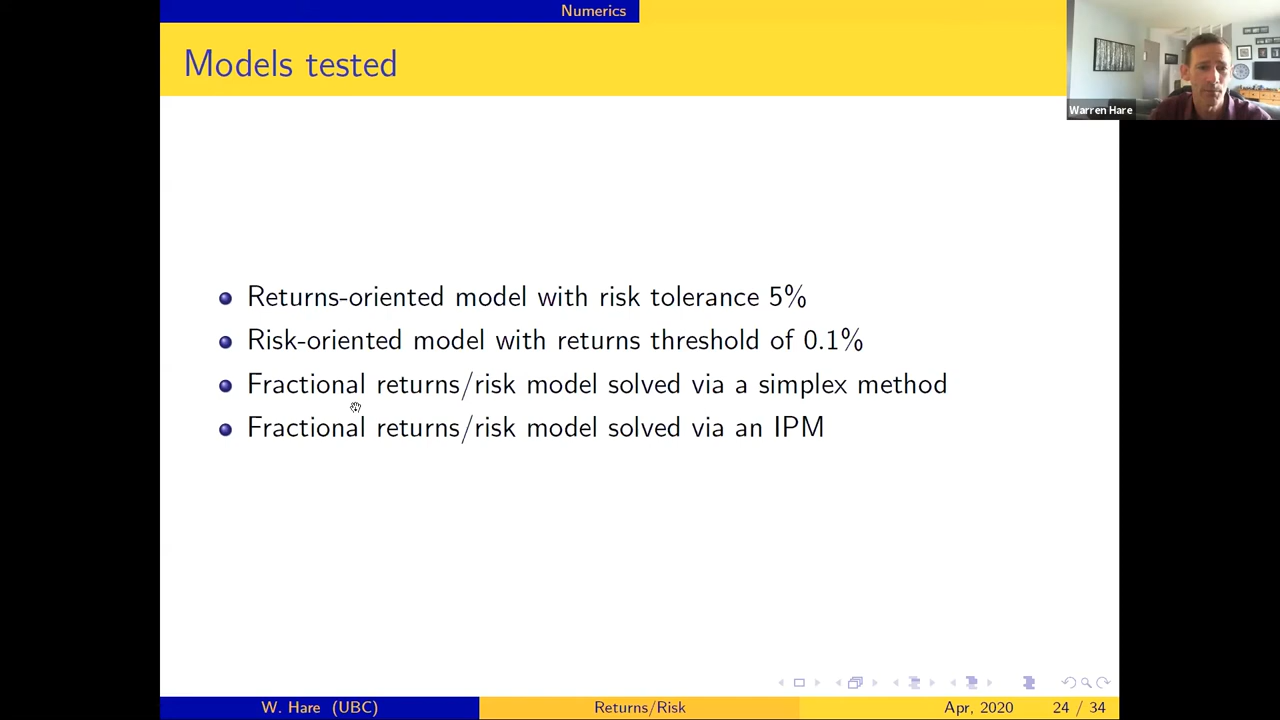 Numerics
Models tested
Warren Hare
Returns-oriented model with risk tolerance 5%
Risk-oriented model with returns threshold of 0.1%
Fractional returns/risk model solved via a simplex method
Fractional returns/risk model solved via an IPM
W. Hare (UBC)
Returns/Risk
Apr, 2020
24 / 34